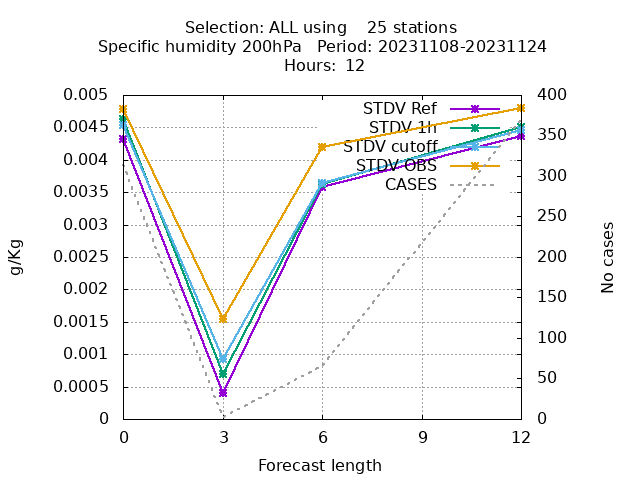 Selection: ALL using    25 stations
Specific humidity 200hPa   Period: 20231108-20231124
Hours: 12
STDV Ref
STDV 1h
STDV cutoff
STDV OBS
CASES
0.005
0.0045
0.004
0.0035
0.003
0.0025
0.002
0.0015
0.001
0.0005
0
400
350
300
250
200
150
100
50
0
g/Kg
No cases
0 3 6 9 12
Forecast length